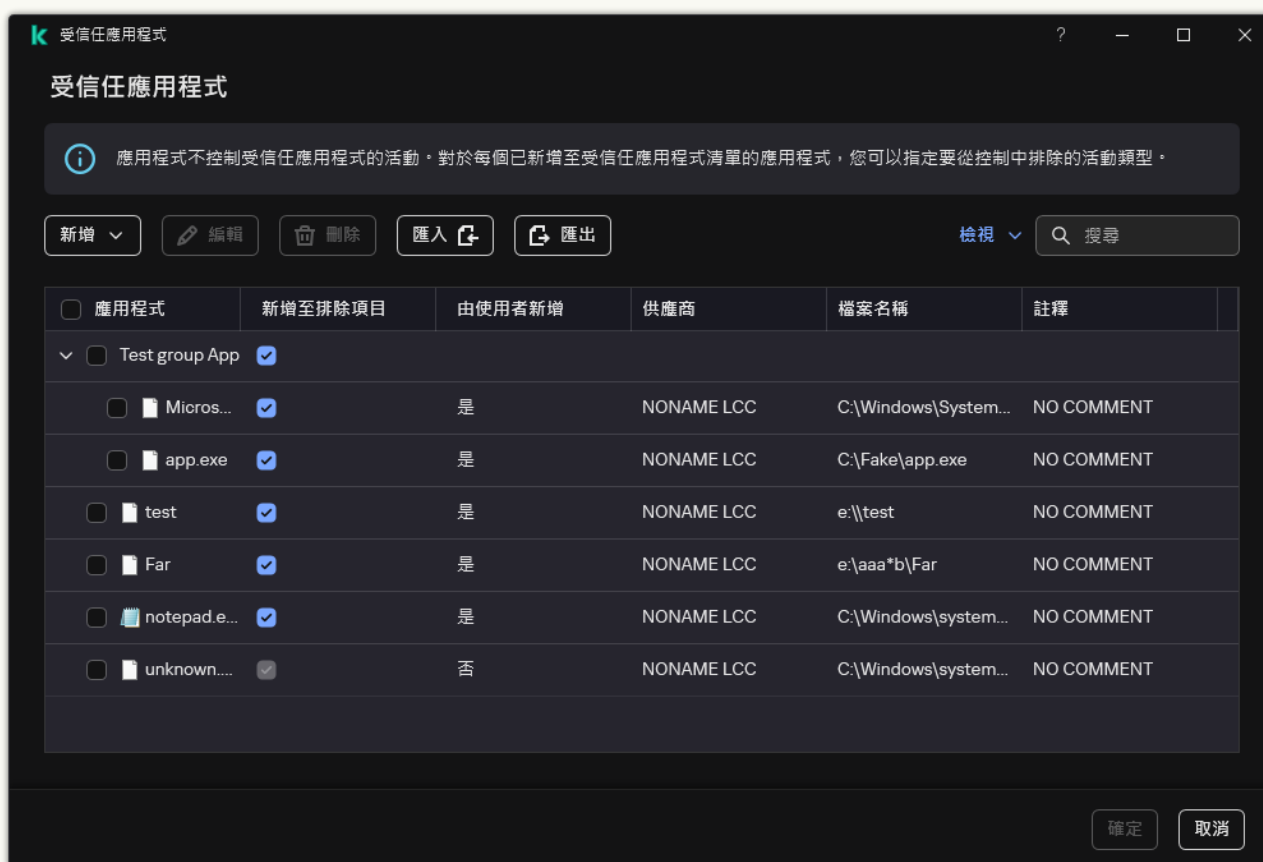 受信任應用程式
受信任應用程式
應用程式不控制受信任應用程式的活動。對於每個已新增至受信任應用程式清單的應用程式，您可以指定要從控制中排除的活動類型。
新增 編輯 刪除 匯入 匯出 檢視 搜尋
應用程式 新增至排除項目 由使用者新增 供應商 檔案名稱 註釋
Test group App
Micros... 是 NONAME LCC C:\Windows\System... NO COMMENT
app.exe 是 NONAME LCC C:\Fake\app.exe NO COMMENT
test 是 NONAME LCC e:\\test NO COMMENT
Far 是 NONAME LCC e:\aaa*b\Far NO COMMENT
notepad.e... 是 NONAME LCC C:\Windows\system... NO COMMENT
unknown.... 否 NONAME LCC C:\Windows\system... NO COMMENT
確定 取消